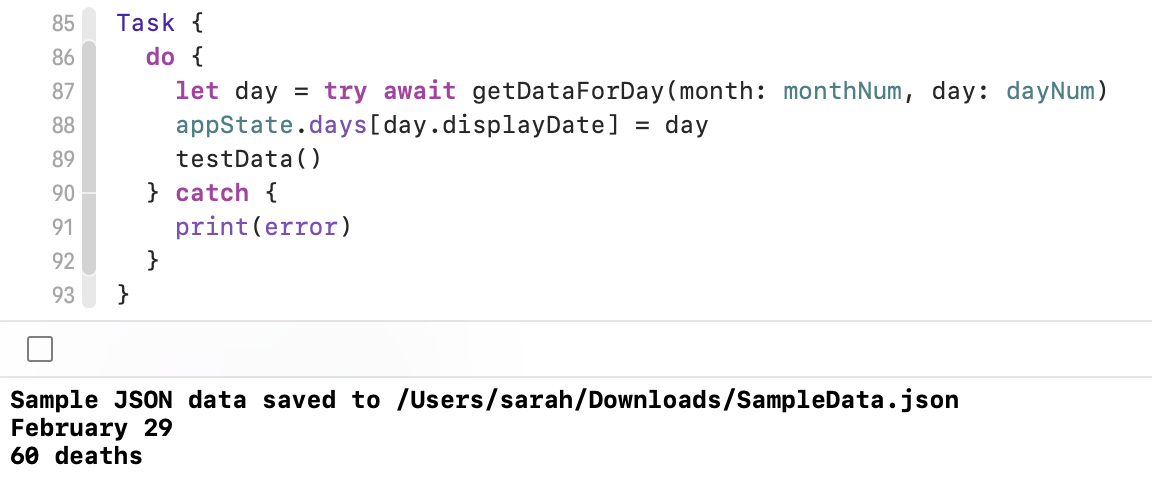 85 Task {
86 do {
87 let day = try await getDataForDay(month: monthNum, day: dayNum)
88 appState.days[day.displayDate] = day
89 testData()
90 } catch {
91 print(error)
92 }
93 }
Sample JSON data saved to /Users/sarah/Downloads/SampleData.json
February 29
60 deaths